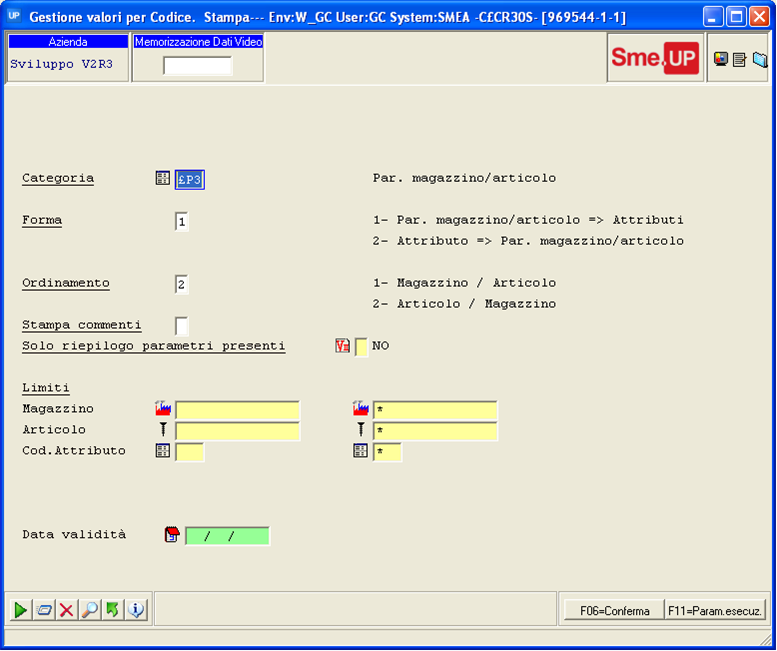 UP Gestione valori per Codice. Stampa--- Env:W_GC User:GC System:SMEA -C£CR30S- [969544-1-1]
Azienda Memorizzazione Dati Video
Sviluppo V2R3
Sme.UP
Categoria £P3 Par. magazzino/articolo
Forma 1 1- Par. magazzino/articolo => Attributi
2- Attributo => Par. magazzino/articolo
Ordinamento 2 1- Magazzino / Articolo
2- Articolo / Magazzino
Stampa commenti
Solo riepilogo parametri presenti NO
Limiti
Magazzino *
Articolo *
Cod.Attributo *
Data validità / /
F06=Conferma F11=Param.esecuz.